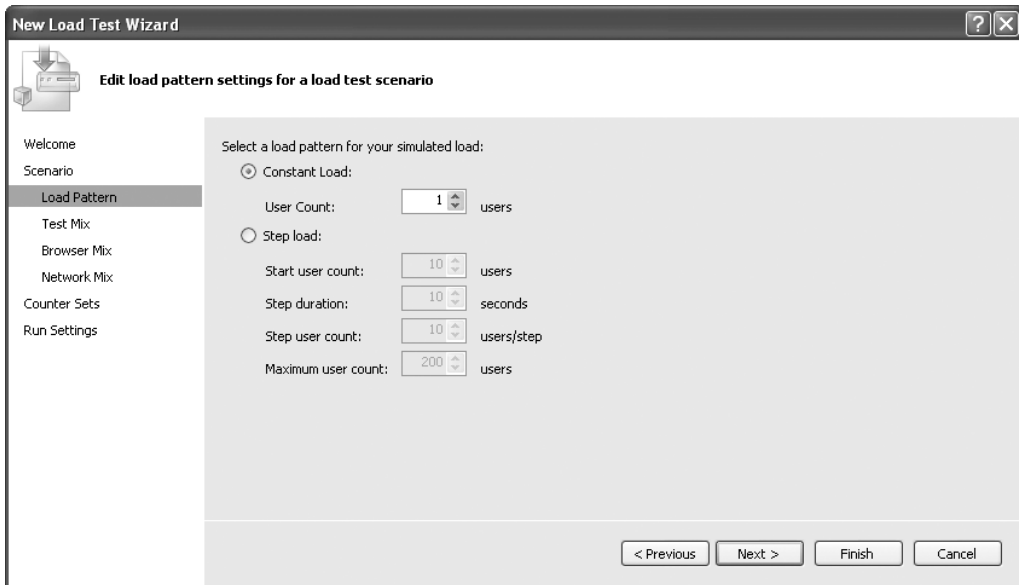 New Load Test Wizard
Edit load pattern settings for a load test scenario
Welcome
Scenario
Load Pattern
Test Mix
Browser Mix
Network Mix
Counter Sets
Run Settings
Select a load pattern for your simulated load:
Constant Load:
User Count: 1 users
Step load:
Start user count: 10 users
Step duration: 10 seconds
Step user count: 10 users/step
Maximum user count: 200 users
< Previous Next > Finish Cancel